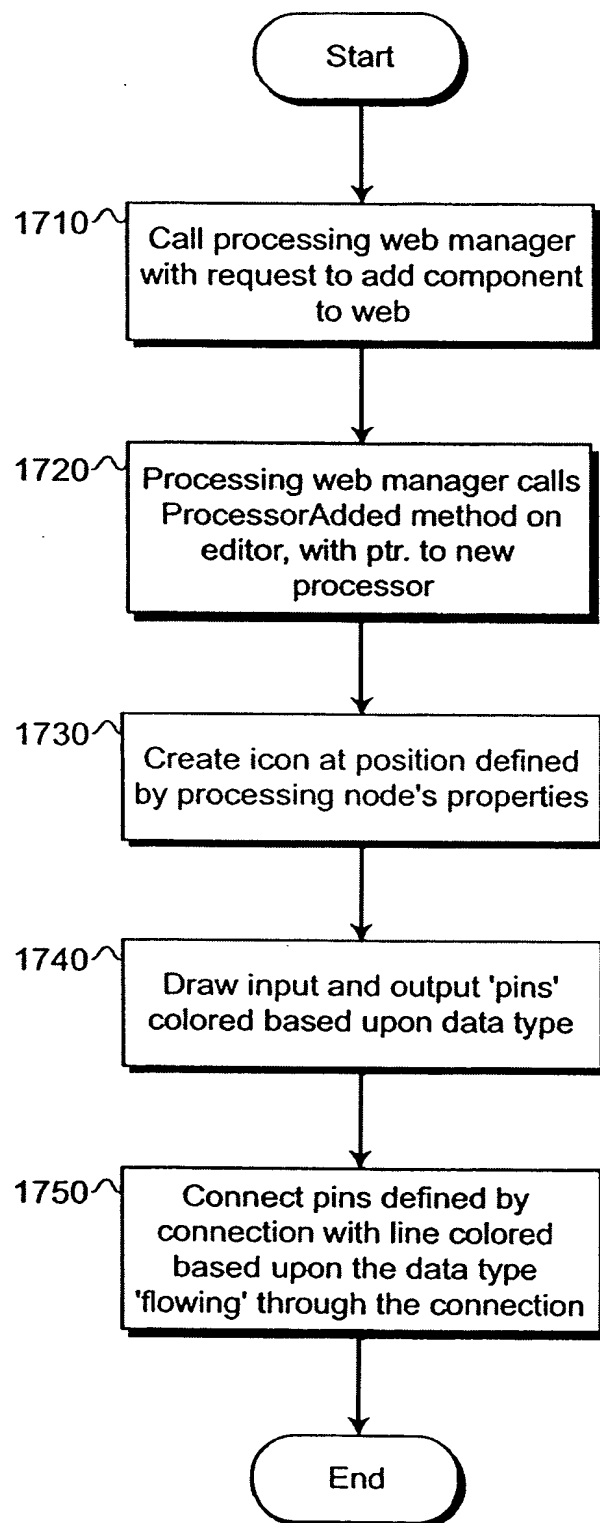 Start
1710
Call processing web manager
with request to add component
to web
1720
Processing web manager calls
ProcessorAdded method on
editor, with ptr. to new
processor
1730
Create icon at position defined
by processing node's properties
1740
Draw input and output 'pins'
colored based upon data type
1750
Connect pins defined by
connection with line colored
based upon the data type
'flowing' through the connection
End